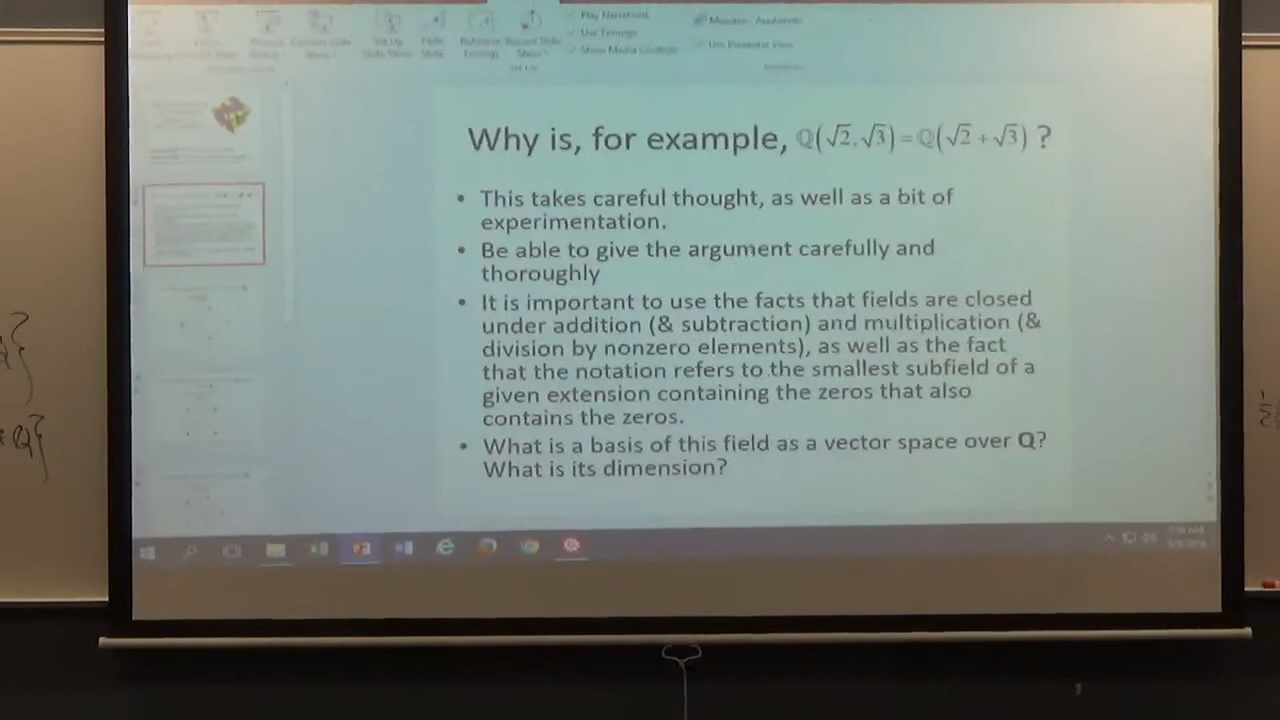 Play Narrations
Use Timings
Show Media Controls
Use Presenter View
Why is, for example, ℚ(√2,√3)=ℚ(√2+√3) ?
• This takes careful thought, as well as a bit of
experimentation.
• Be able to give the argument carefully and
thoroughly
• It is important to use the facts that fields are closed
under addition (& subtraction) and multiplication (&
division by nonzero elements), as well as the fact
that the notation refers to the smallest subfield of a
given extension containing the zeros that also
contains the zeros.
• What is a basis of this field as a vector space over Q?
What is its dimension?